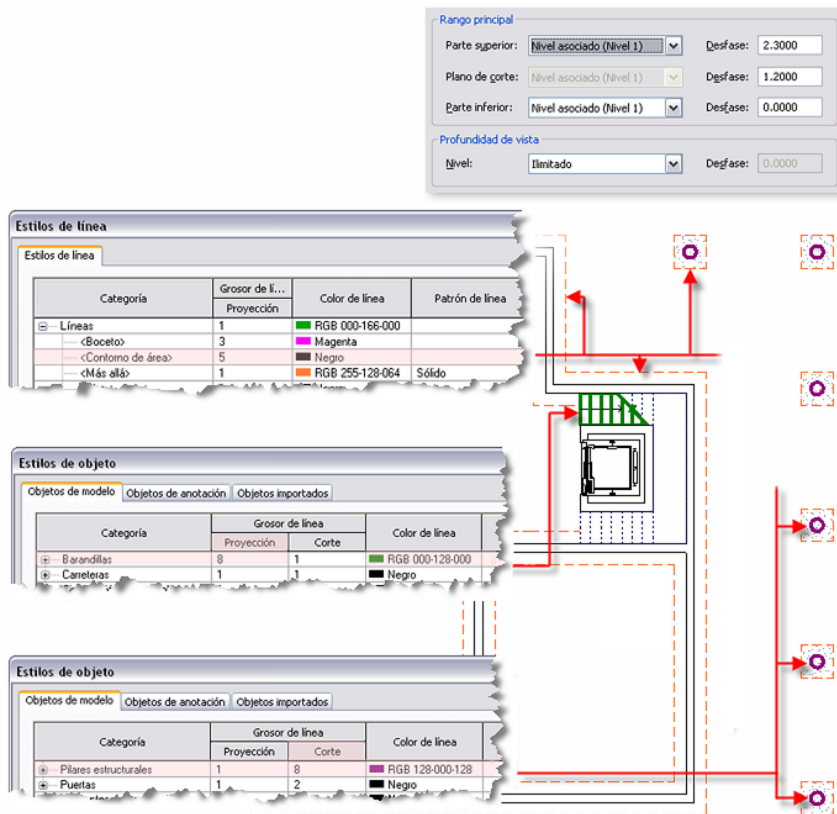 Rango principal
Parte superior: Nivel asociado (Nivel 1) Desfase: 2.3000
Plano de corte: Nivel asociado (Nivel 1) Desfase: 1.2000
Parte inferior: Nivel asociado (Nivel 1) Desfase: 0.0000
Profundidad de vista
Nivel: Ilimitado Desfase: 0.0000
Estilos de línea
Estilos de línea
Categoría Grosor de lí... Color de línea Patrón de línea
Proyección
Líneas 1 RGB 000-166-000
<Boceto> 3 Magenta
<Contorno de área> 5 Negro
<Más allá> 1 RGB 255-128-064 Sólido
Estilos de objeto
Objetos de modelo Objetos de anotación Objetos importados
Categoría Grosor de línea Color de línea
Proyección Corte
Barandillas 8 1 RGB 000-128-000
Carreteras 1 1 Negro
Estilos de objeto
Objetos de modelo Objetos de anotación Objetos importados
Categoría Grosor de línea Color de línea
Proyección Corte
Pilares estructurales 1 8 RGB 128-000-128
Puertas 1 2 Negro